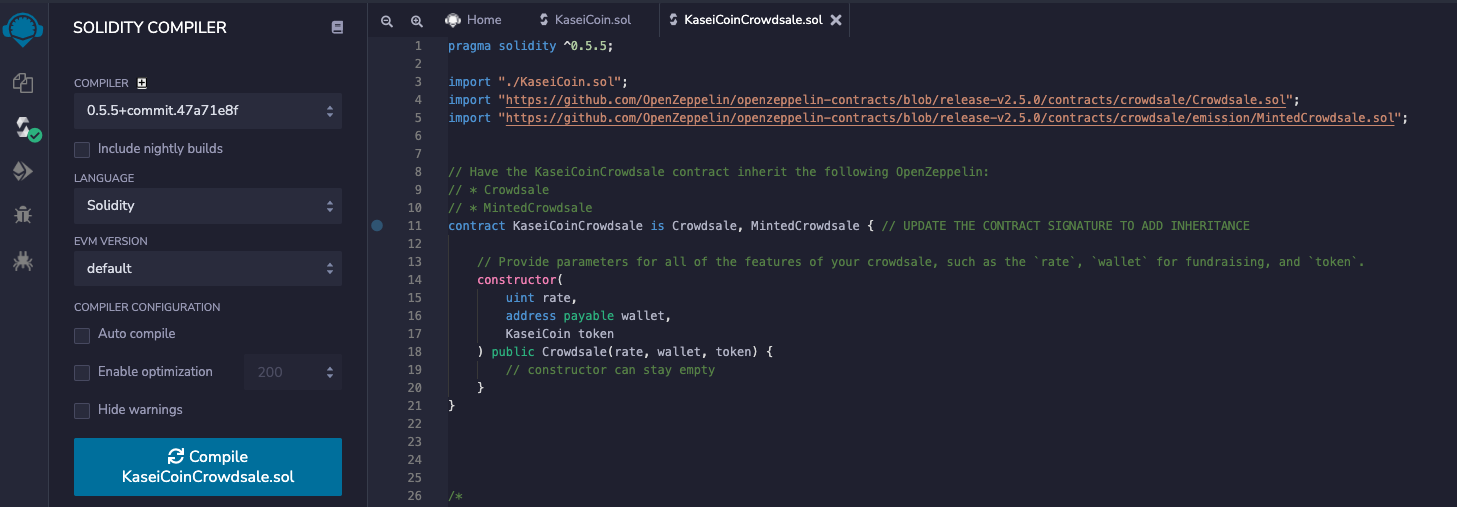 SOLIDITY COMPILER
COMPILER
0.5.5+commit.47a71e8f
Include nightly builds
LANGUAGE
Solidity
EVM VERSION
default
COMPILER CONFIGURATION
Auto compile
Enable optimization
200
Hide warnings
Compile
KaseiCoinCrowdsale.sol
Home
KaseiCoin.sol
KaseiCoinCrowdsale.sol
1 pragma solidity ^0.5.5;
2
3 import "./KaseiCoin.sol";
4 import "https://github.com/OpenZeppelin/openzeppelin-contracts/blob/release-v2.5.0/contracts/crowdsale/Crowdsale.sol";
5 import "https://github.com/OpenZeppelin/openzeppelin-contracts/blob/release-v2.5.0/contracts/crowdsale/emission/MintedCrowdsale.sol";
6
7
8 // Have the KaseiCoinCrowdsale contract inherit the following OpenZeppelin:
9 // * Crowdsale
10 // * MintedCrowdsale
11 contract KaseiCoinCrowdsale is Crowdsale, MintedCrowdsale { // UPDATE THE CONTRACT SIGNATURE TO ADD INHERITANCE
12
13 // Provide parameters for all of the features of your crowdsale, such as the `rate`, `wallet` for fundraising, and `token`.
14 constructor(
15 uint rate,
16 address payable wallet,
17 KaseiCoin token
18 ) public Crowdsale(rate, wallet, token) {
19 // constructor can stay empty
20 }
21 }
22
23
24
25
26 /*